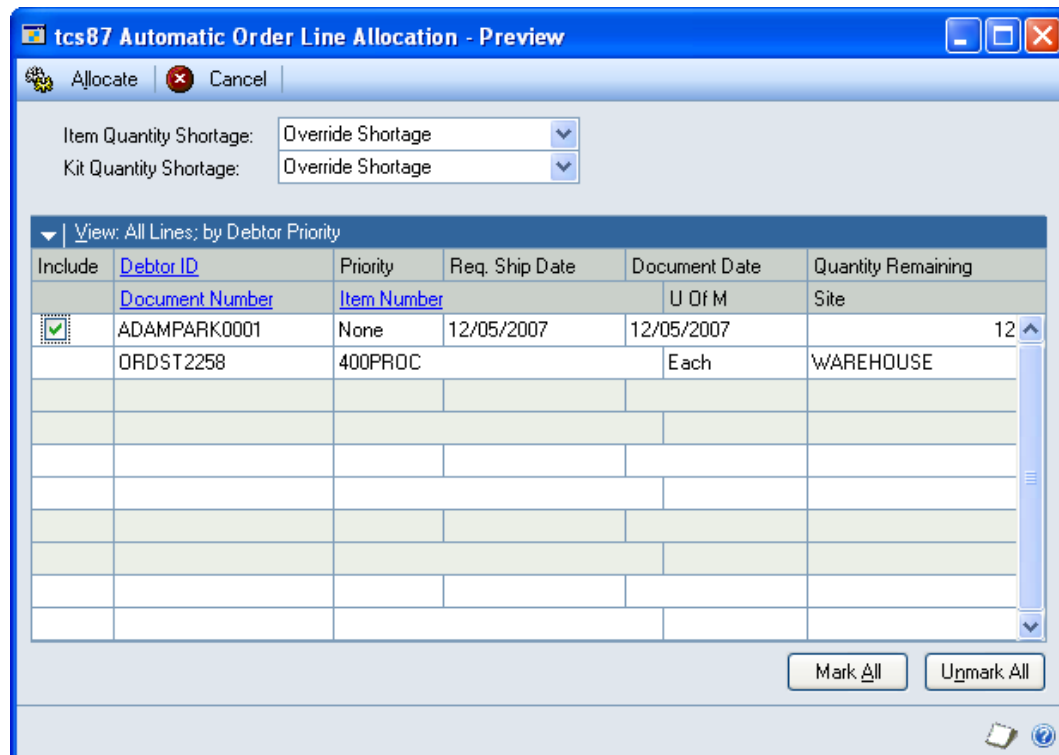 tcs87 Automatic Order Line Allocation - Preview
Allocate Cancel
Item Quantity Shortage: Override Shortage
Kit Quantity Shortage: Override Shortage
View: All Lines; by Debtor Priority
Include Debtor ID Priority Req. Ship Date Document Date Quantity Remaining
Document Number Item Number U Of M Site
ADAMPARK0001 None 12/05/2007 12/05/2007 12
ORDST2258 400PROC Each WAREHOUSE
Mark All Unmark All